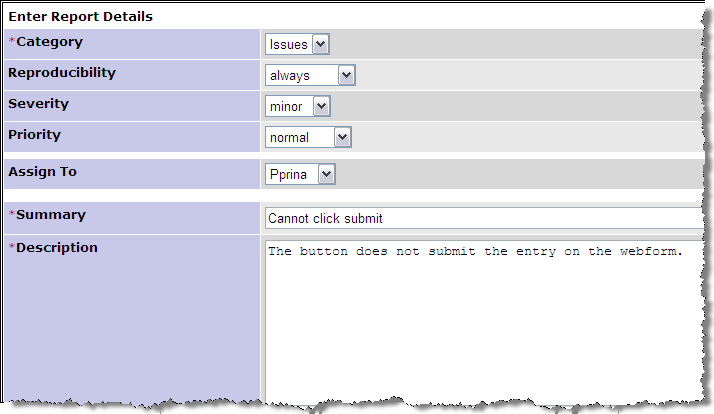 Enter Report Details
*Category Issues
Reproducibility always
Severity minor
Priority normal
Assign To Pprina
*Summary Cannot click submit
*Description The button does not submit the entry on the webform.